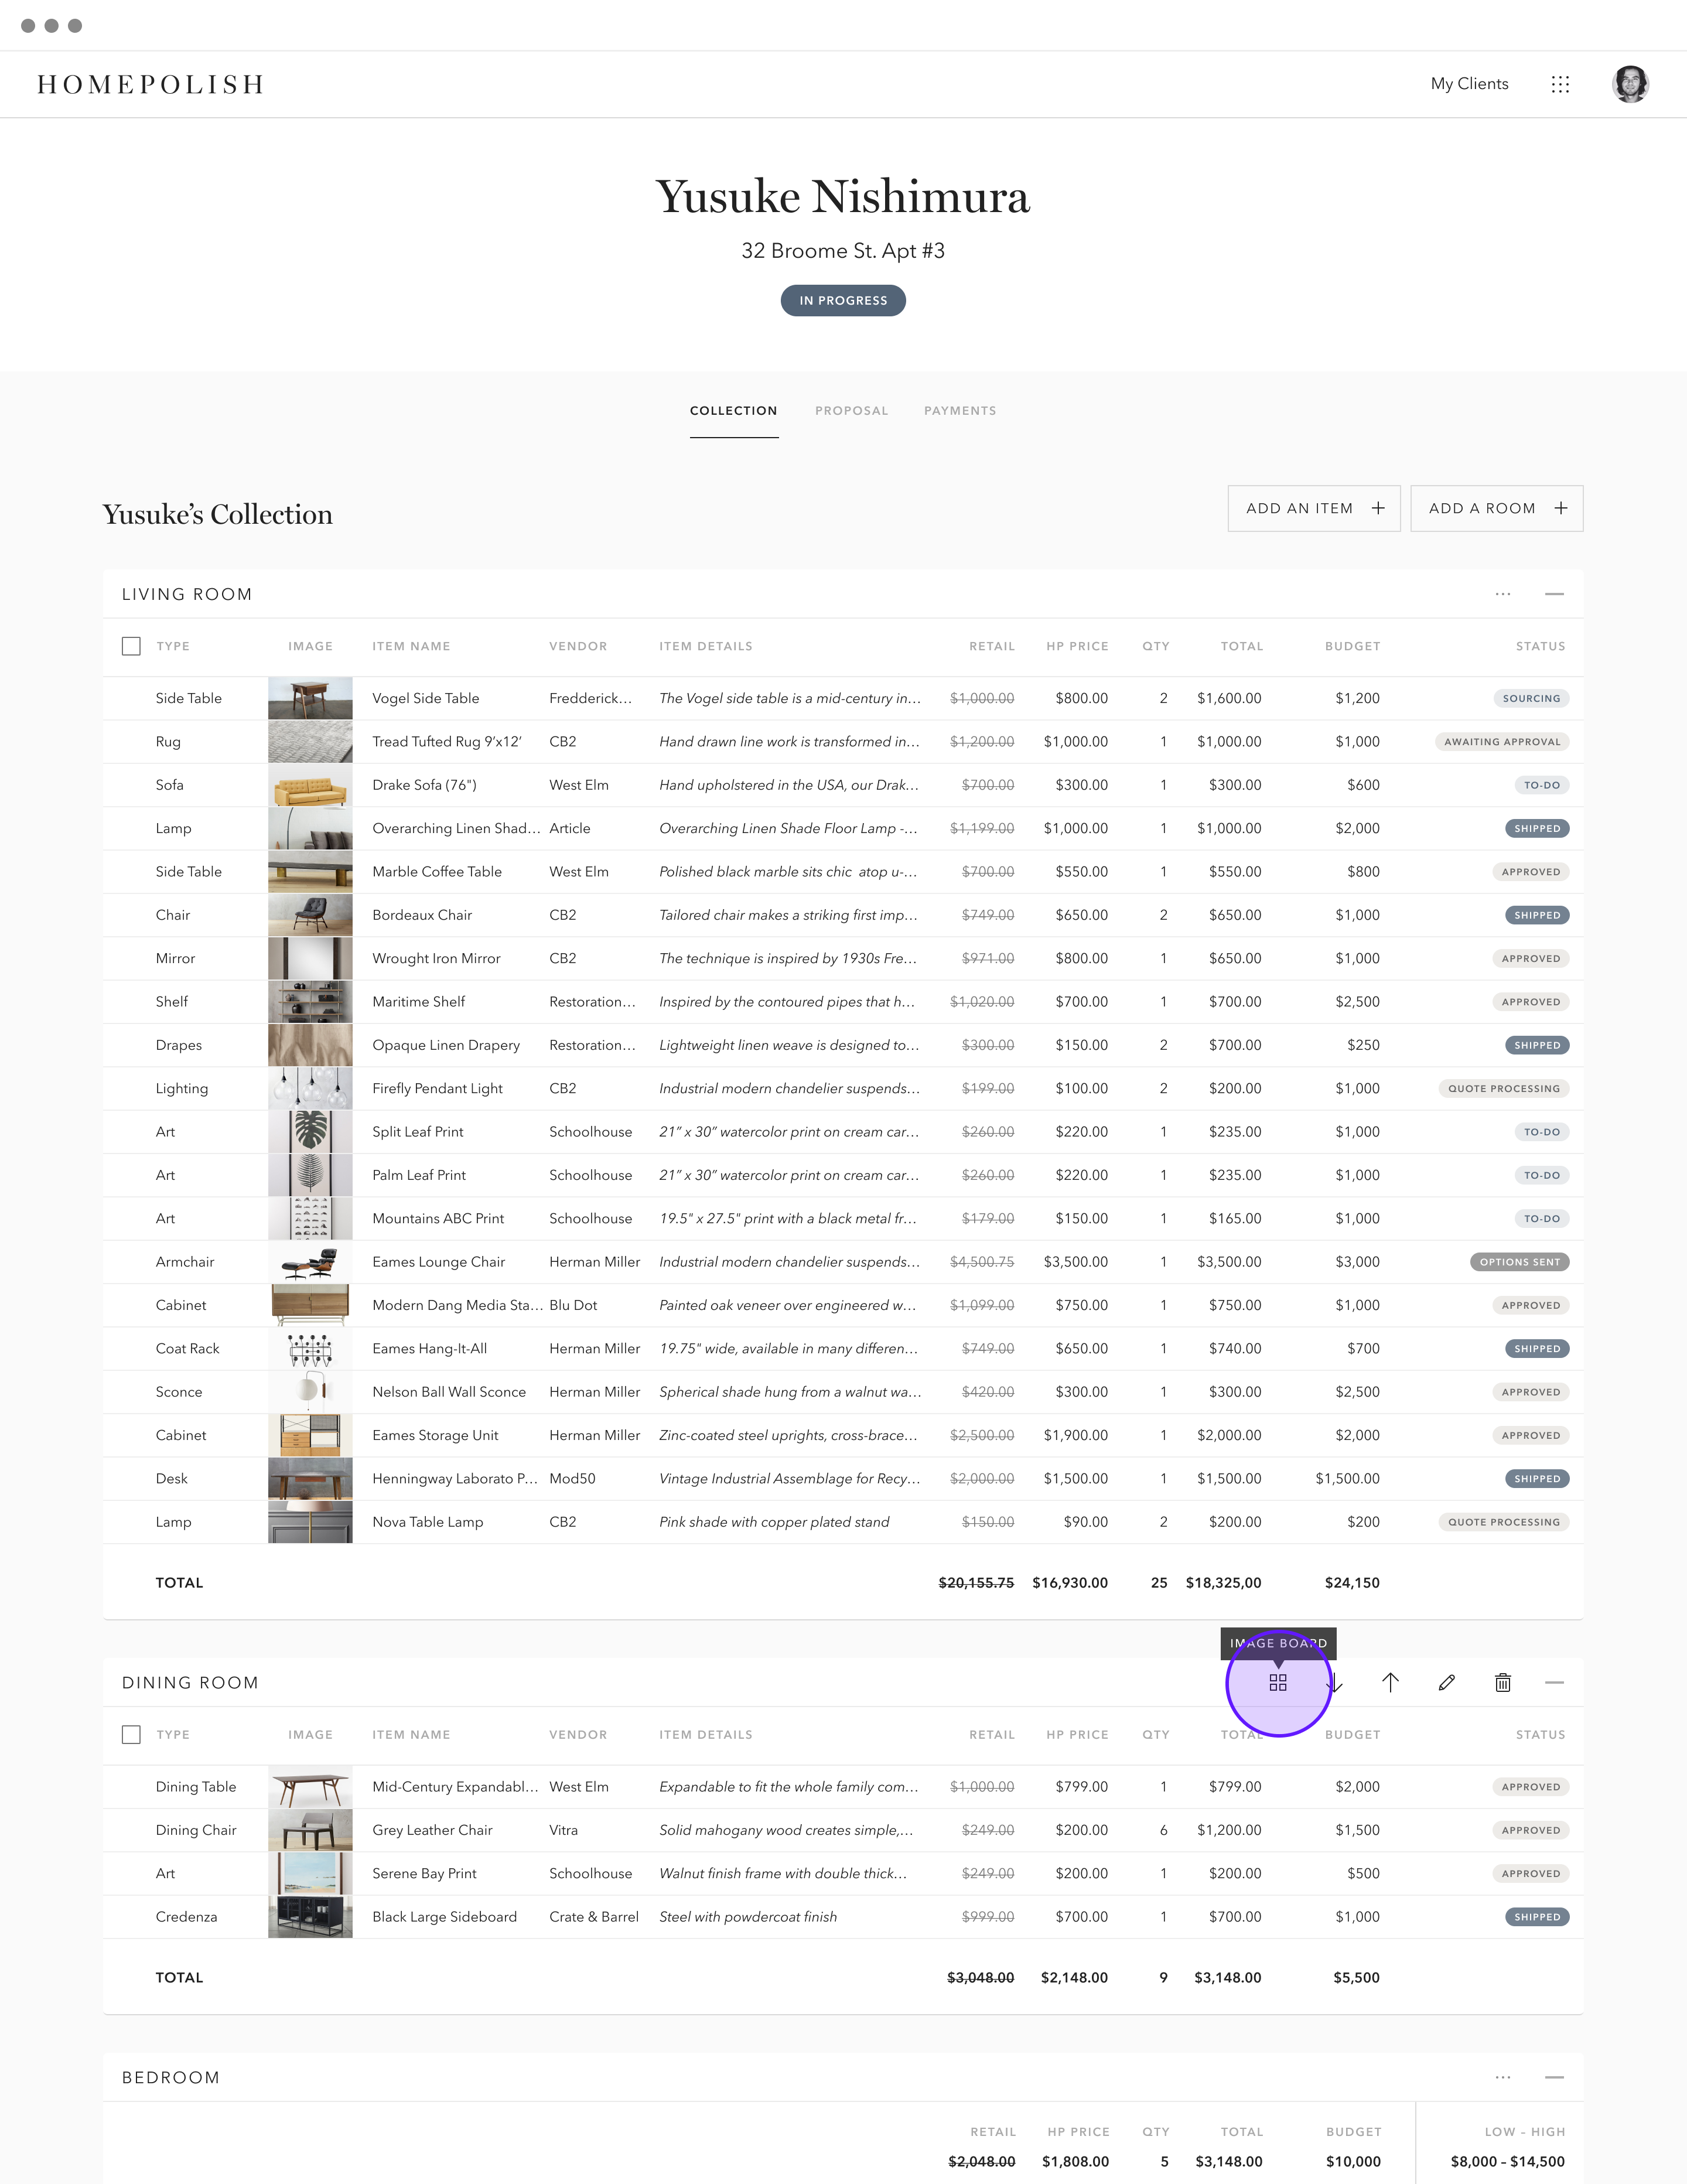 HOMEPOLISH
My Clients
Yusuke Nishimura
32 Broome St. Apt #3
IN PROGRESS
COLLECTION PROPOSAL PAYMENTS
Yusuke’s Collection
ADD AN ITEM + ADD A ROOM +
LIVING ROOM
TYPE IMAGE ITEM NAME VENDOR ITEM DETAILS RETAIL HP PRICE QTY TOTAL BUDGET STATUS
Side Table Vogel Side Table Fredderick... The Vogel side table is a mid-century in... $1,000.00 $800.00 2 $1,600.00 $1,200 SOURCING
Rug Tread Tufted Rug 9’x12’ CB2 Hand drawn line work is transformed in... $1,200.00 $1,000.00 1 $1,000.00 $1,000 AWAITING APPROVAL
Sofa Drake Sofa (76") West Elm Hand upholstered in the USA, our Drak... $700.00 $300.00 1 $300.00 $600 TO-DO
Lamp Overarching Linen Shad... Article Overarching Linen Shade Floor Lamp -... $1,199.00 $1,000.00 1 $1,000.00 $2,000 SHIPPED
Side Table Marble Coffee Table West Elm Polished black marble sits chic atop u-... $700.00 $550.00 1 $550.00 $800 APPROVED
Chair Bordeaux Chair CB2 Tailored chair makes a striking first imp... $749.00 $650.00 2 $650.00 $1,000 SHIPPED
Mirror Wrought Iron Mirror CB2 The technique is inspired by 1930s Fre... $971.00 $800.00 1 $650.00 $1,000 APPROVED
Shelf Maritime Shelf Restoration... Inspired by the contoured pipes that h... $1,020.00 $700.00 1 $700.00 $2,500 APPROVED
Drapes Opaque Linen Drapery Restoration... Lightweight linen weave is designed to... $300.00 $150.00 2 $700.00 $250 SHIPPED
Lighting Firefly Pendant Light CB2 Industrial modern chandelier suspends... $199.00 $100.00 2 $200.00 $1,000 QUOTE PROCESSING
Art Split Leaf Print Schoolhouse 21” x 30” watercolor print on cream car... $260.00 $220.00 1 $235.00 $1,000 TO-DO
Art Palm Leaf Print Schoolhouse 21” x 30” watercolor print on cream car... $260.00 $220.00 1 $235.00 $1,000 TO-DO
Art Mountains ABC Print Schoolhouse 19.5" x 27.5" print with a black metal fr... $179.00 $150.00 1 $165.00 $1,000 TO-DO
Armchair Eames Lounge Chair Herman Miller Industrial modern chandelier suspends... $4,500.75 $3,500.00 1 $3,500.00 $3,000 OPTIONS SENT
Cabinet Modern Dang Media Sta... Blu Dot Painted oak veneer over engineered w... $1,099.00 $750.00 1 $750.00 $1,000 APPROVED
Coat Rack Eames Hang-It-All Herman Miller 19.75" wide, available in many differen... $749.00 $650.00 1 $740.00 $700 SHIPPED
Sconce Nelson Ball Wall Sconce Herman Miller Spherical shade hung from a walnut wa... $420.00 $300.00 1 $300.00 $2,500 APPROVED
Cabinet Eames Storage Unit Herman Miller Zinc-coated steel uprights, cross-brace... $2,500.00 $1,900.00 1 $2,000.00 $2,000 APPROVED
Desk Henningway Laborato P... Mod50 Vintage Industrial Assemblage for Recy... $2,000.00 $1,500.00 1 $1,500.00 $1,500.00 SHIPPED
Lamp Nova Table Lamp CB2 Pink shade with copper plated stand $150.00 $90.00 2 $200.00 $200 QUOTE PROCESSING
TOTAL $20,155.75 $16,930.00 25 $18,325,00 $24,150
IMAGE BOARD
DINING ROOM
TYPE IMAGE ITEM NAME VENDOR ITEM DETAILS RETAIL HP PRICE QTY TOTAL BUDGET STATUS
Dining Table Mid-Century Expandabl... West Elm Expandable to fit the whole family com... $1,000.00 $799.00 1 $799.00 $2,000 APPROVED
Dining Chair Grey Leather Chair Vitra Solid mahogany wood creates simple,... $249.00 $200.00 6 $1,200.00 $1,500 APPROVED
Art Serene Bay Print Schoolhouse Walnut finish frame with double thick... $249.00 $200.00 1 $200.00 $500 APPROVED
Credenza Black Large Sideboard Crate & Barrel Steel with powdercoat finish $999.00 $700.00 1 $700.00 $1,000 SHIPPED
TOTAL $3,048.00 $2,148.00 9 $3,148.00 $5,500
BEDROOM
RETAIL HP PRICE QTY TOTAL BUDGET LOW – HIGH
$2,048.00 $1,808.00 5 $3,148.00 $10,000 $8,000 – $14,500